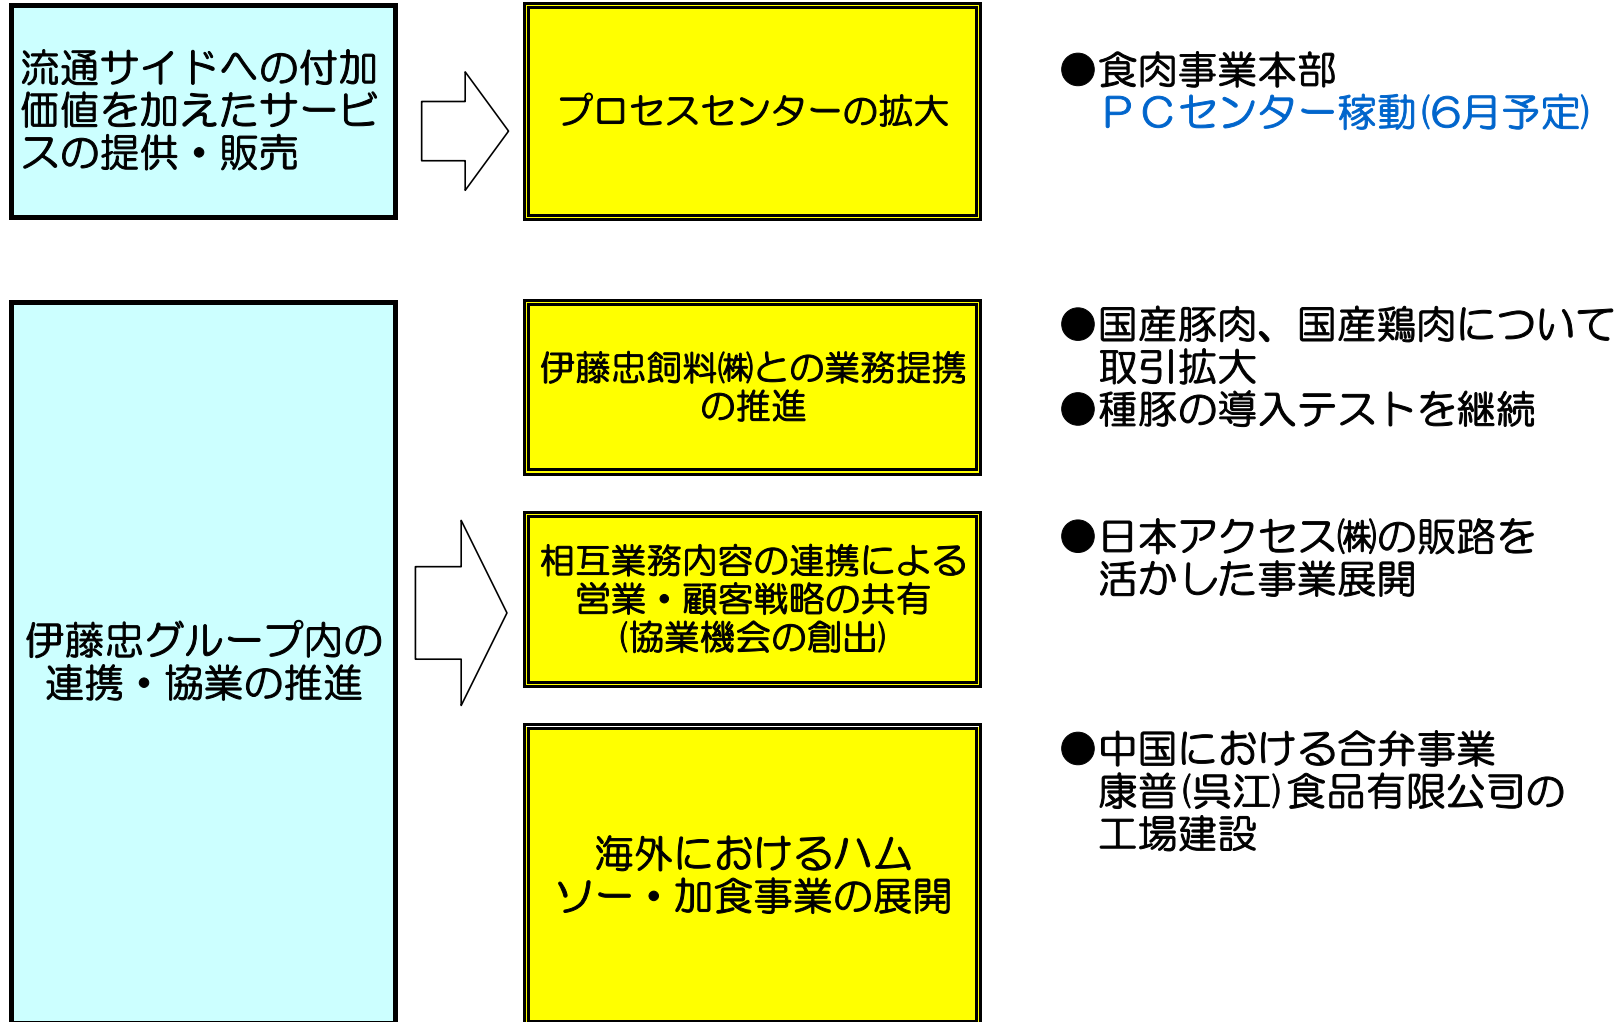 流通サイドへの付加
価値を加えたサービ
スの提供・販売
プロセスセンターの拡大
●食肉事業本部
ＰＣセンター稼動(6月予定)
伊藤忠グループ内の
連携・協業の推進
伊藤忠飼料㈱との業務提携
の推進
●国産豚肉、国産鶏肉について
取引拡大
●種豚の導入テストを継続
相互業務内容の連携による
営業・顧客戦略の共有
(協業機会の創出)
●日本アクセス㈱の販路を
活かした事業展開
海外におけるハム
ソー・加食事業の展開
●中国における合弁事業
康普(呉江)食品有限公司の
工場建設